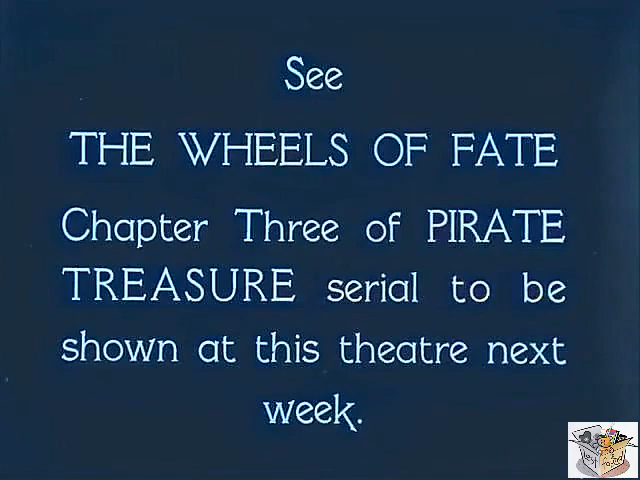 See
THE WHEELS OF FATE
Chapter Three of PIRATE
TREASURE serial to be
shown at this theatre next
week.